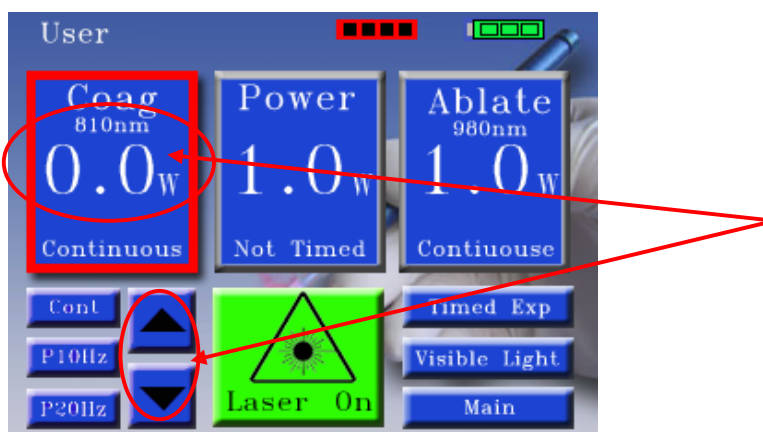 User
Coag
810nm
0.0W
Continuous
Power
1.0W
Not Timed
Ablate
980nm
1.0W
Contiuouse
Cont
P10Hz
P20Hz
Laser On
Timed Exp
Visible Light
Main